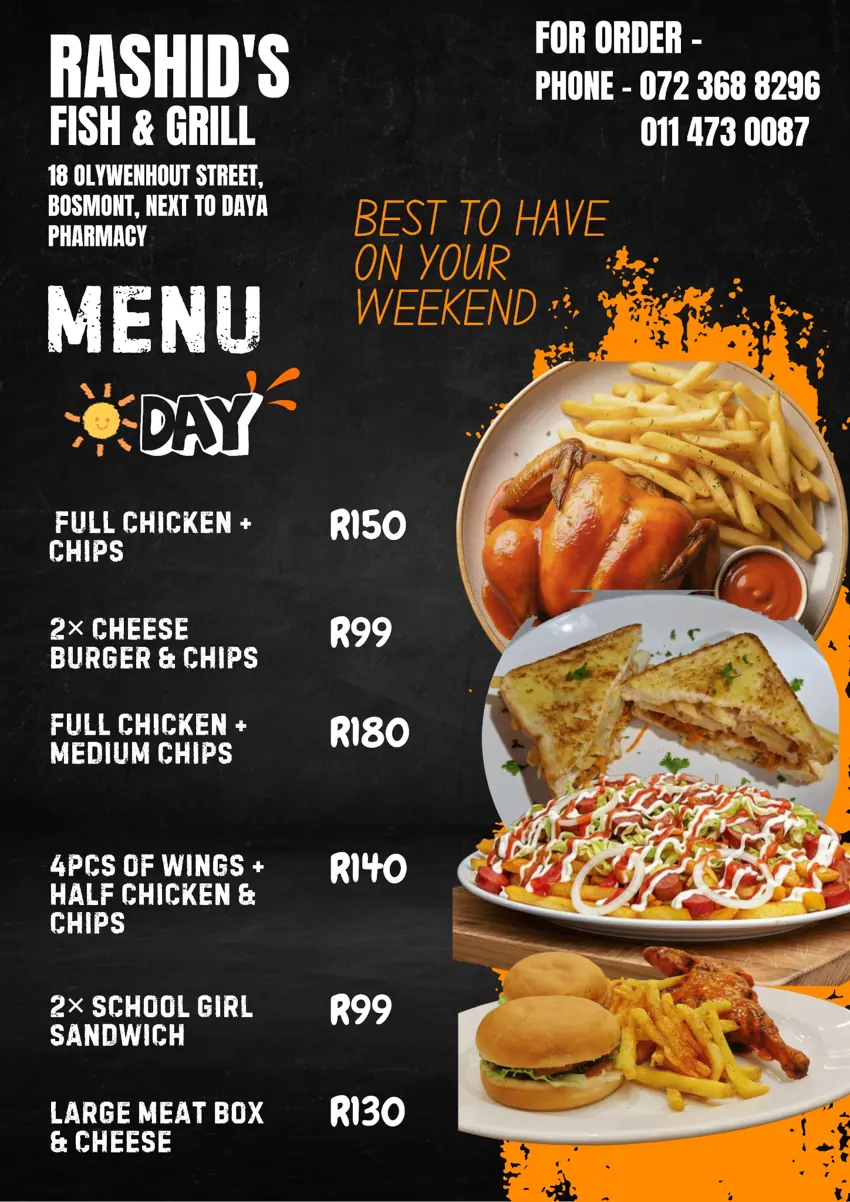 RASHID'S
FISH & GRILL
18 OLYWENHOUT STREET,
BOSMONT, NEXT TO DAYA
PHARMACY
FOR ORDER -
PHONE - 072 368 8296
011 473 0087
BEST TO HAVE
ON YOUR
WEEKEND
MENU
DAY
FULL CHICKEN +
CHIPS
R150
2× CHEESE
BURGER & CHIPS
R99
FULL CHICKEN +
MEDIUM CHIPS
R180
4PCS OF WINGS +
HALF CHICKEN &
CHIPS
R140
2× SCHOOL GIRL
SANDWICH
R99
LARGE MEAT BOX
& CHEESE
R130